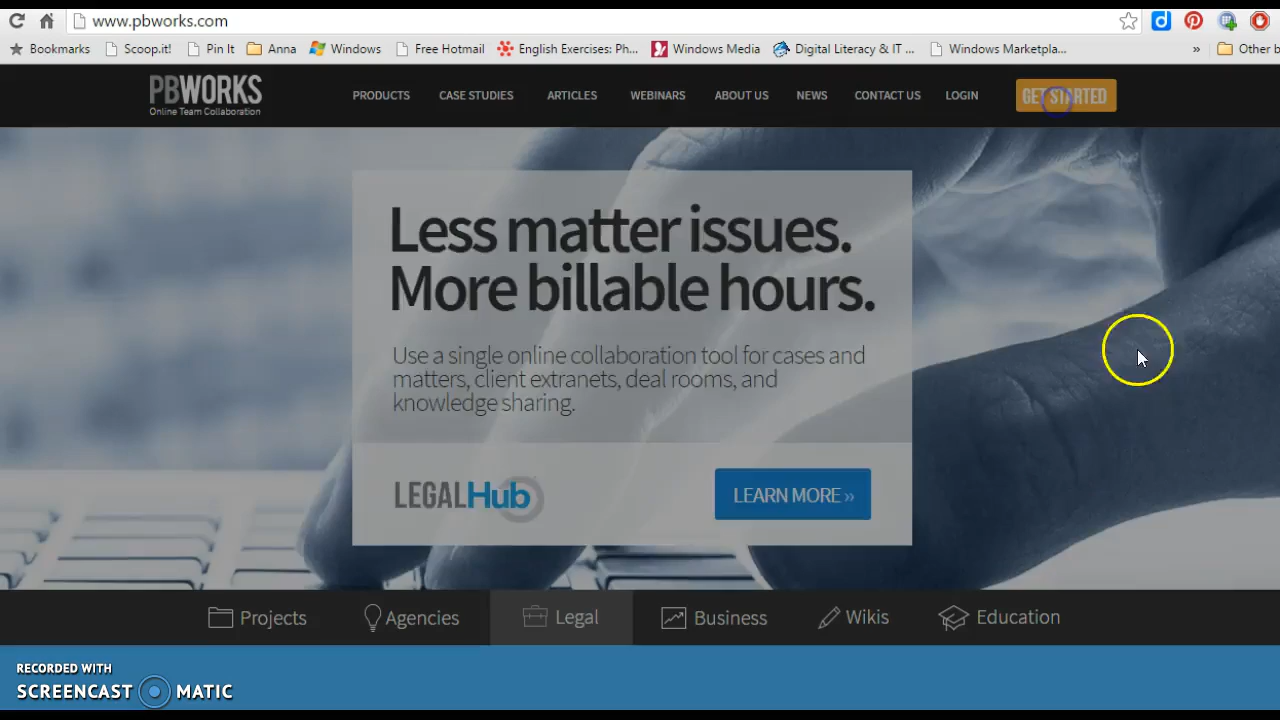 www.pbworks.com
Bookmarks Scoop.it! Pin It Anna Windows Free Hotmail English Exercises: Ph... Windows Media Digital Literacy & IT ... Windows Marketpla... » Other b
PBWORKS
Online Team Collaboration
PRODUCTS CASE STUDIES ARTICLES WEBINARS ABOUT US NEWS CONTACT US LOGIN GET STARTED
Less matter issues.
More billable hours.
Use a single online collaboration tool for cases and
matters, client extranets, deal rooms, and
knowledge sharing.
LEGALHub LEARN MORE »
Projects Agencies Legal Business Wikis Education
RECORDED WITH
SCREENCAST MATIC